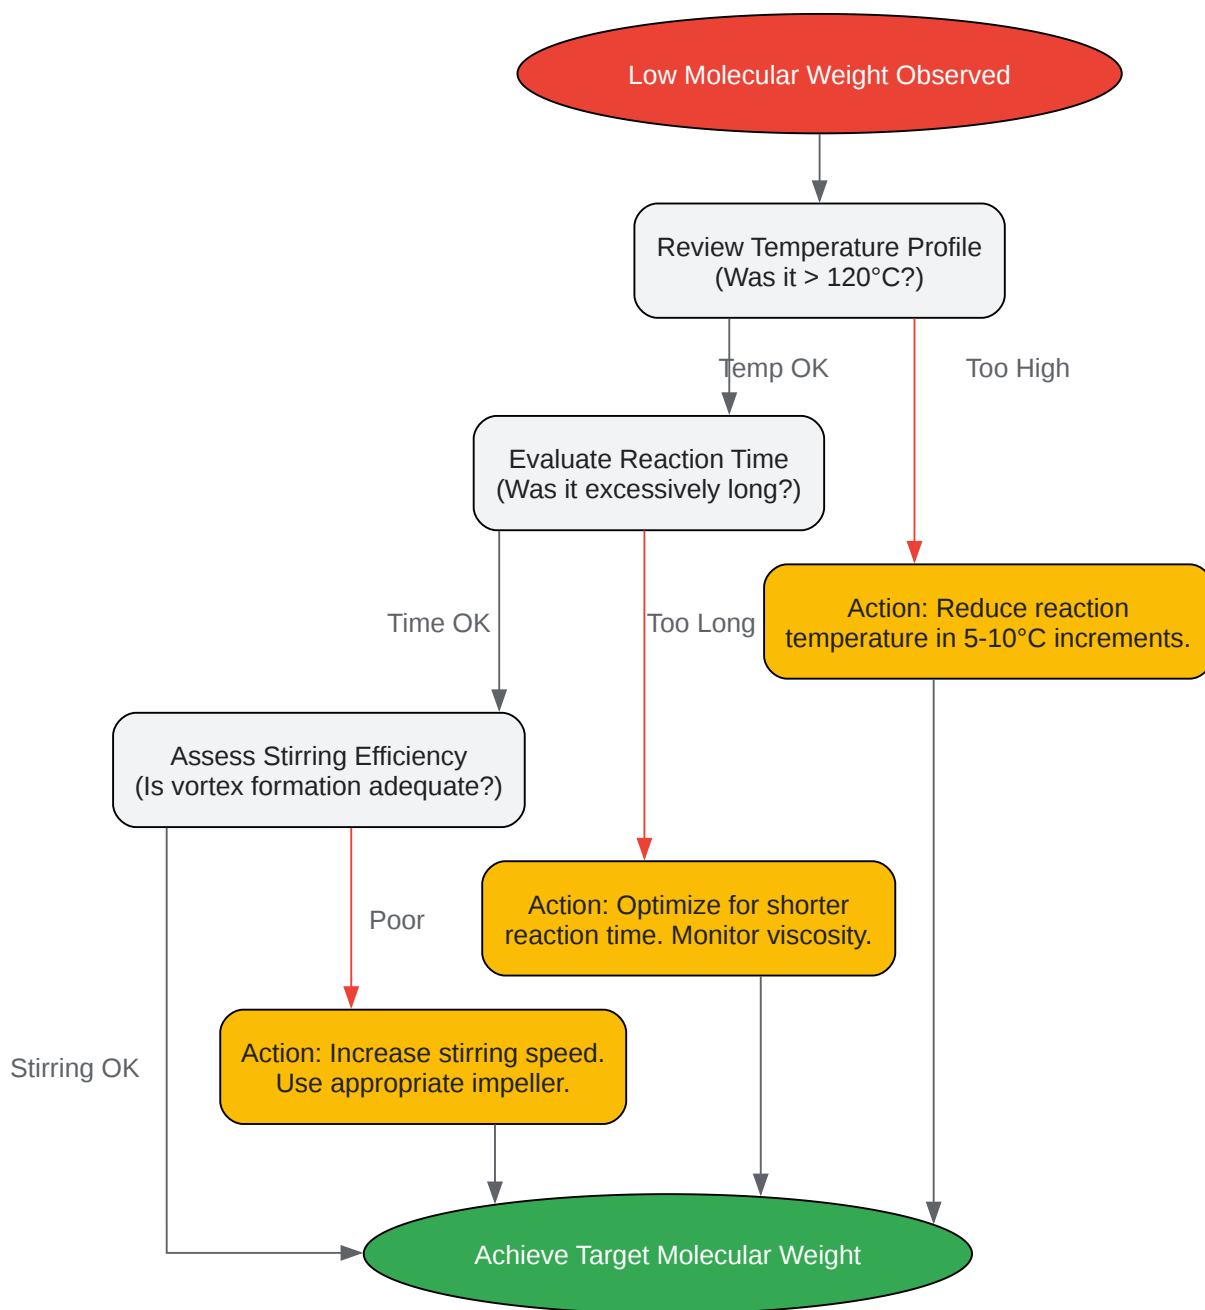 Low Molecular Weight Observed
Review Temperature Profile
(Was it > 120°C?)
Temp OK
Too High
Evaluate Reaction Time
(Was it excessively long?)
Time OK
Too Long
Action: Reduce reaction
temperature in 5-10°C increments.
Assess Stirring Efficiency
(Is vortex formation adequate?)
Poor
Action: Optimize for shorter
reaction time. Monitor viscosity.
Stirring OK
Action: Increase stirring speed.
Use appropriate impeller.
Achieve Target Molecular Weight